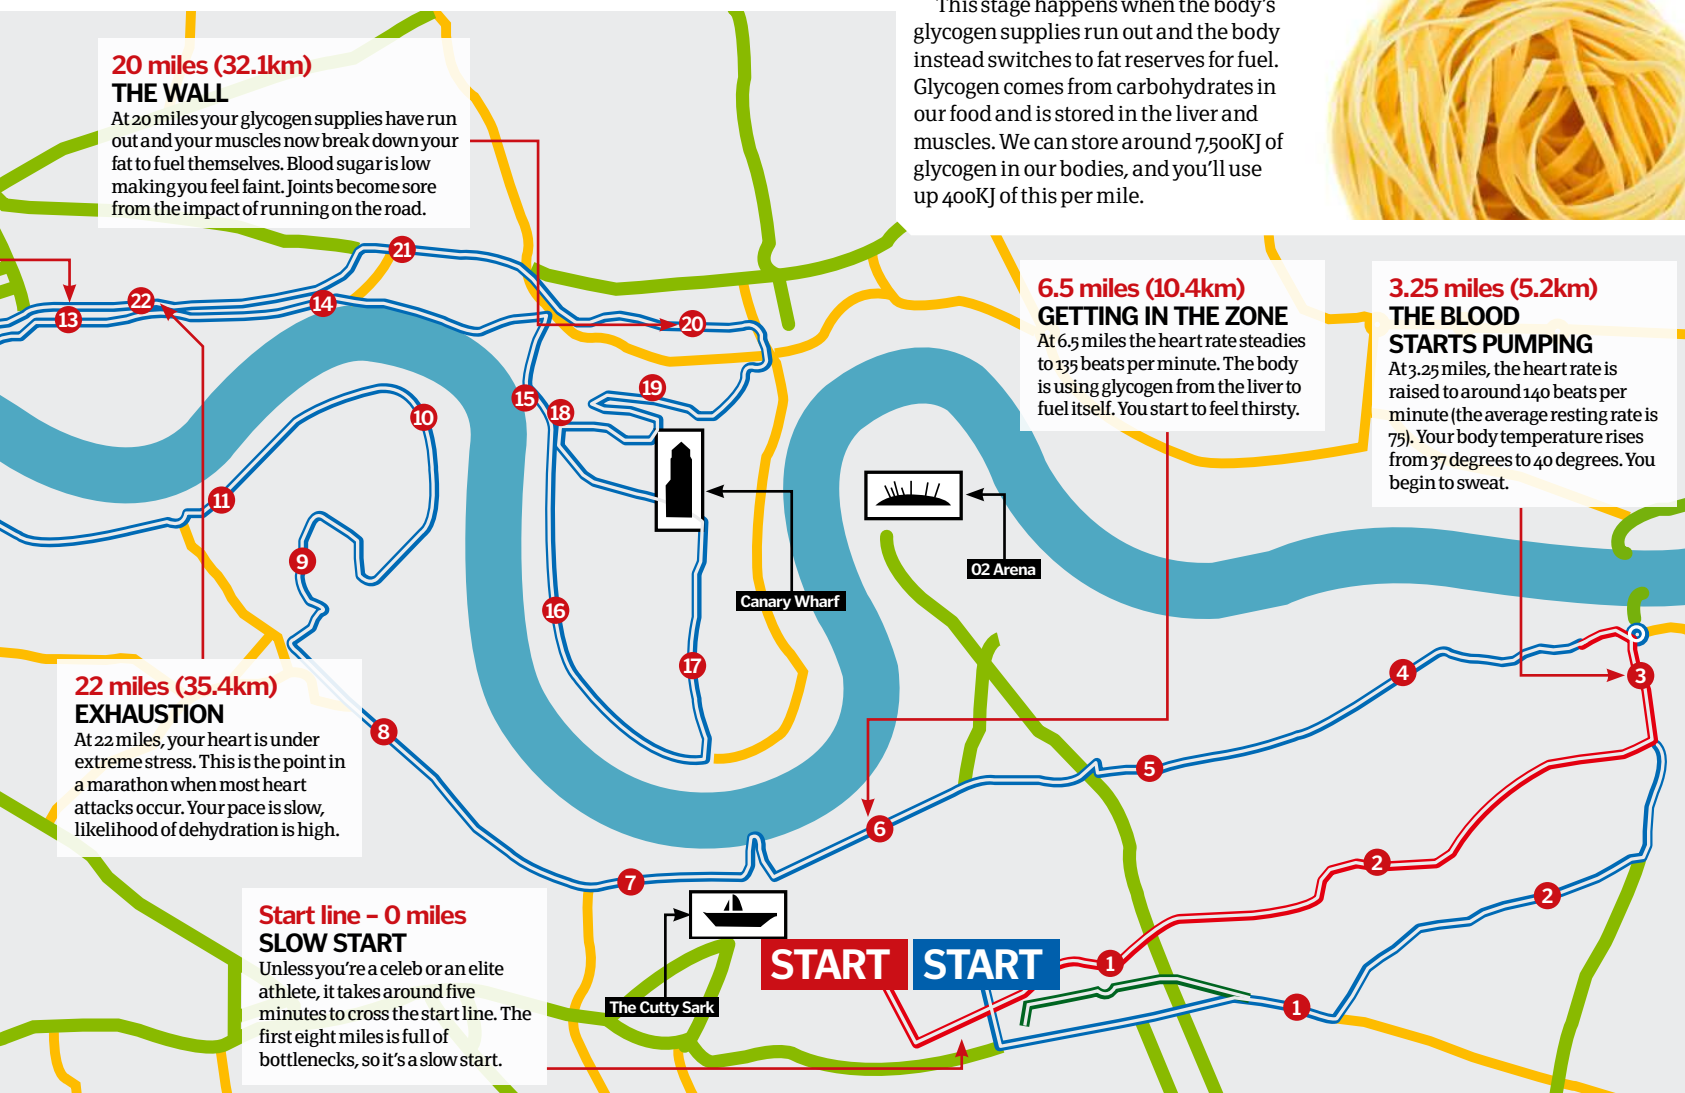 This stage happens when the body's
glycogen supplies run out and the body
instead switches to fat reserves for fuel.
Glycogen comes from carbohydrates in
our food and is stored in the liver and
muscles. We can store around 7,500KJ of
glycogen in our bodies, and you'll use
up 400KJ of this per mile.
20 miles (32.1km)
THE WALL
At 20 miles your glycogen supplies have run
out and your muscles now break down your
fat to fuel themselves. Blood sugar is low
making you feel faint. Joints become sore
from the impact of running on the road.
6.5 miles (10.4km)
GETTING IN THE ZONE
At 6.5 miles the heart rate steadies
to 135 beats per minute. The body
is using glycogen from the liver to
fuel itself. You start to feel thirsty.
3.25 miles (5.2km)
THE BLOOD
STARTS PUMPING
At 3.25 miles, the heart rate is
raised to around 140 beats per
minute (the average resting rate is
75). Your body temperature rises
from 37 degrees to 40 degrees. You
begin to sweat.
21
22
13
14
20
19
15
18
10
11
9
16
17
8
7
6
5
4
3
2
2
1
1
02 Arena
Canary Wharf
22 miles (35.4km)
EXHAUSTION
At 22 miles, your heart is under
extreme stress. This is the point in
a marathon when most heart
attacks occur. Your pace is slow,
likelihood of dehydration is high.
Start line – 0 miles
SLOW START
Unless you're a celeb or an elite
athlete, it takes around five
minutes to cross the start line. The
first eight miles is full of
bottlenecks, so it's a slow start.
The Cutty Sark
START
START